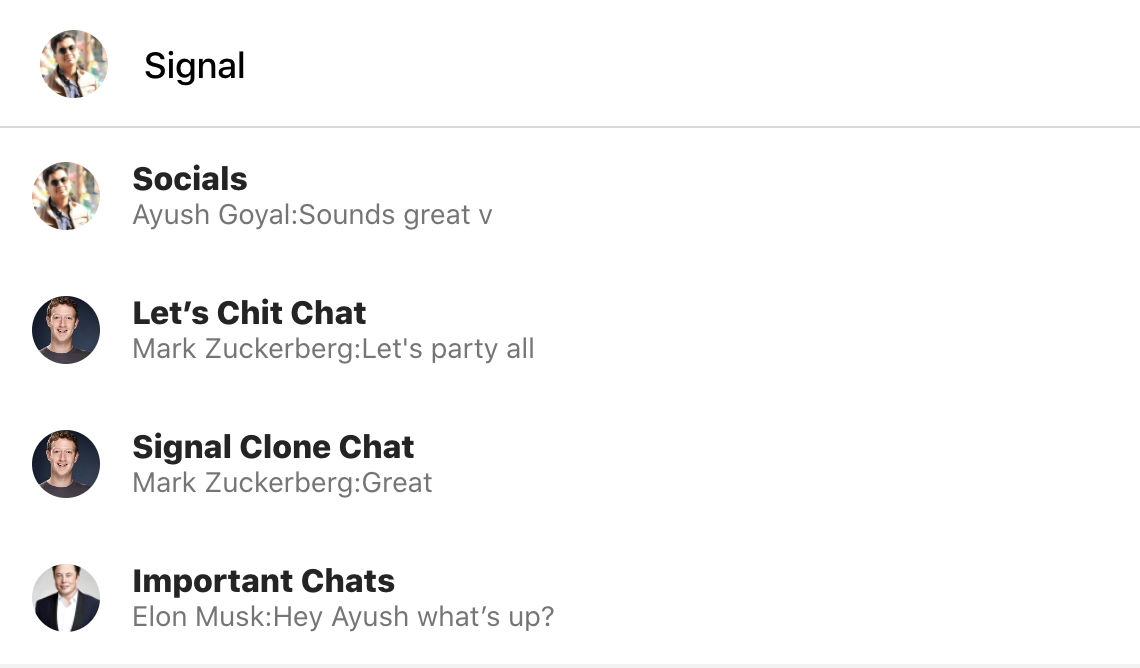 Signal
Socials
Ayush Goyal:Sounds great v
Let’s Chit Chat
Mark Zuckerberg:Let's party all
Signal Clone Chat
Mark Zuckerberg:Great
Important Chats
Elon Musk:Hey Ayush what’s up?